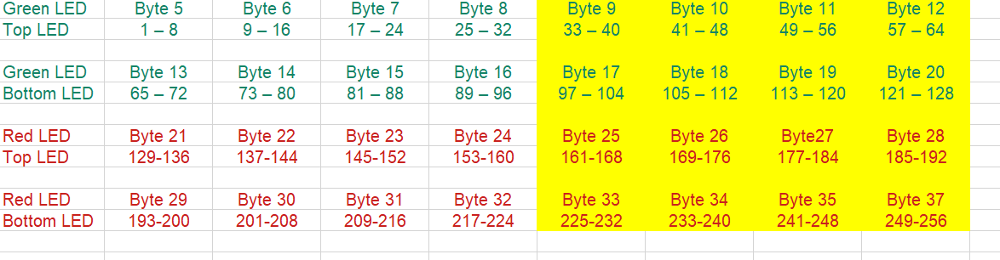 Green LED Byte 5 Byte 6 Byte 7 Byte 8 Byte 9 Byte 10 Byte 11 Byte 12
Top LED 1 – 8 9 – 16 17 – 24 25 – 32 33 – 40 41 – 48 49 – 56 57 – 64
Green LED Byte 13 Byte 14 Byte 15 Byte 16 Byte 17 Byte 18 Byte 19 Byte 20
Bottom LED 65 – 72 73 – 80 81 – 88 89 – 96 97 – 104 105 – 112 113 – 120 121 – 128
Red LED Byte 21 Byte 22 Byte 23 Byte 24 Byte 25 Byte 26 Byte27 Byte 28
Top LED 129-136 137-144 145-152 153-160 161-168 169-176 177-184 185-192
Red LED Byte 29 Byte 30 Byte 31 Byte 32 Byte 33 Byte 34 Byte 35 Byte 37
Bottom LED 193-200 201-208 209-216 217-224 225-232 233-240 241-248 249-256